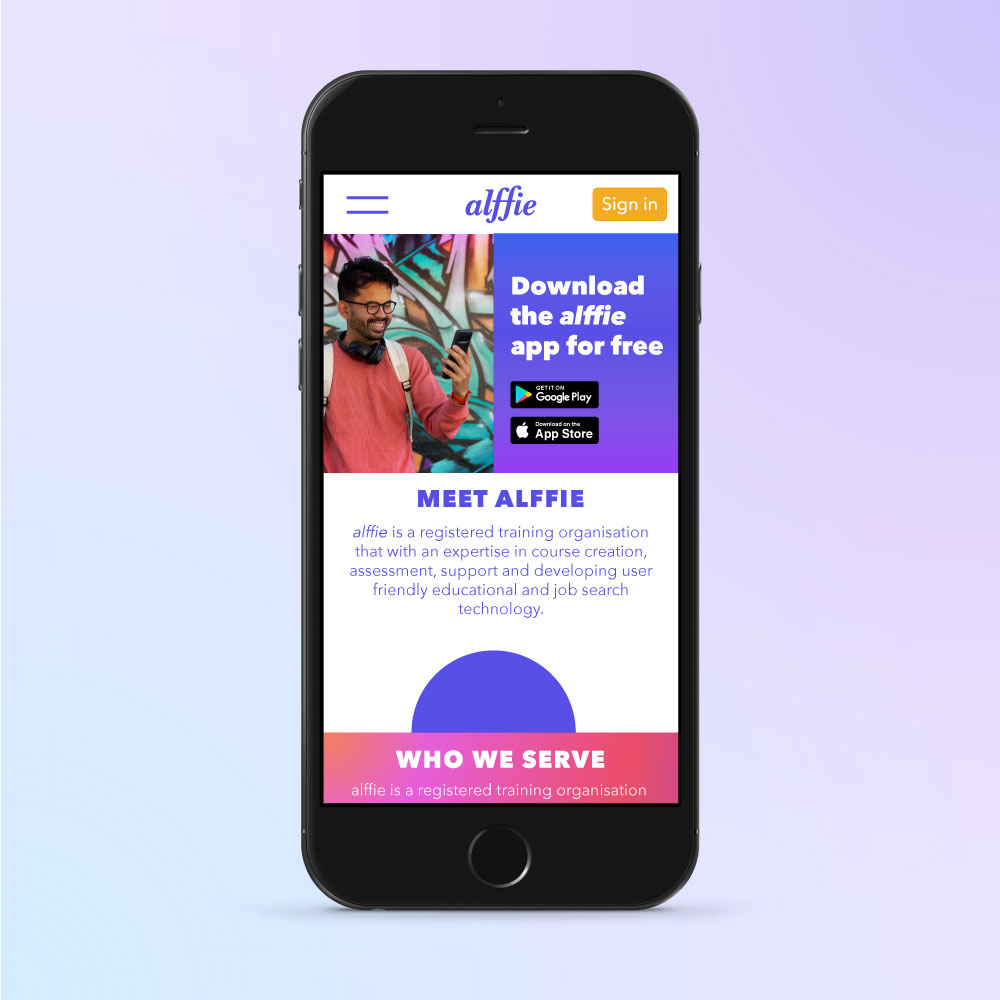 alffie
Sign in
Download
the alffie
app for free
GET IT ON
Google Play
Download on the
App Store
MEET ALFFIE
alffie is a registered training organisation
that with an expertise in course creation,
assessment, support and developing user
friendly educational and job search
technology.
WHO WE SERVE
alffie is a registered training organisation